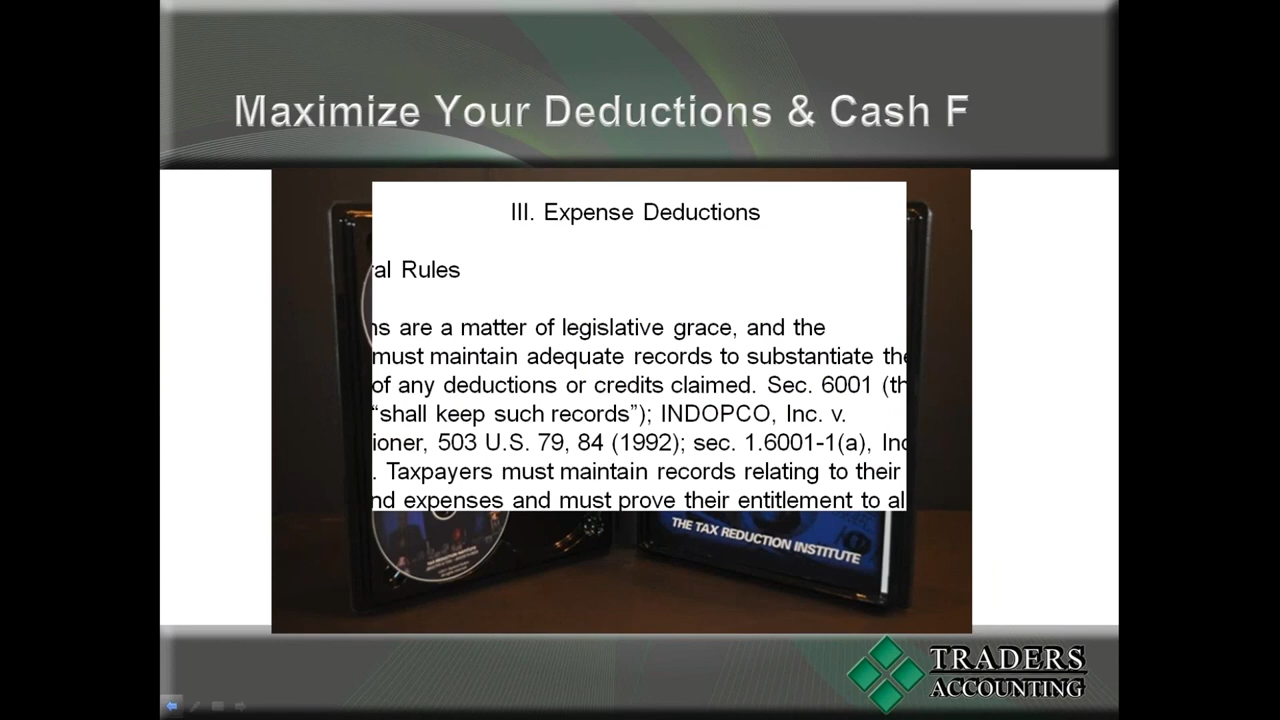 Maximize Your Deductions & Cash F
III. Expense Deductions
ral Rules
ns are a matter of legislative grace, and the
must maintain adequate records to substantiate the
of any deductions or credits claimed. Sec. 6001 (th
“shall keep such records”); INDOPCO, Inc. v.
ioner, 503 U.S. 79, 84 (1992); sec. 1.6001-1(a), Inc
. Taxpayers must maintain records relating to their
nd expenses and must prove their entitlement to al
THE TAX REDUCTION INSTITUTE
TRADERS
ACCOUNTING